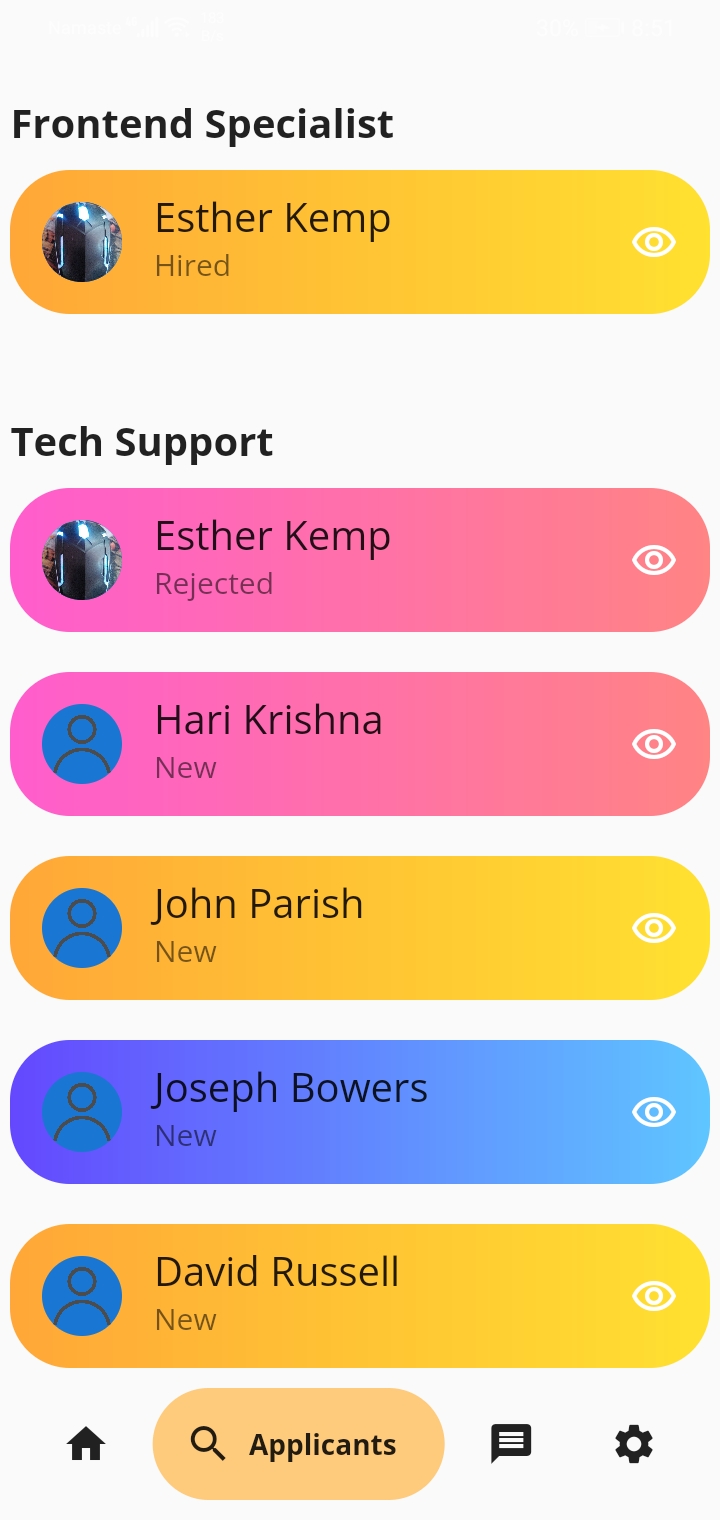 Frontend Specialist
Esther Kemp
Hired
Tech Support
Esther Kemp
Rejected
Hari Krishna
New
John Parish
New
Joseph Bowers
New
David Russell
New
Applicants